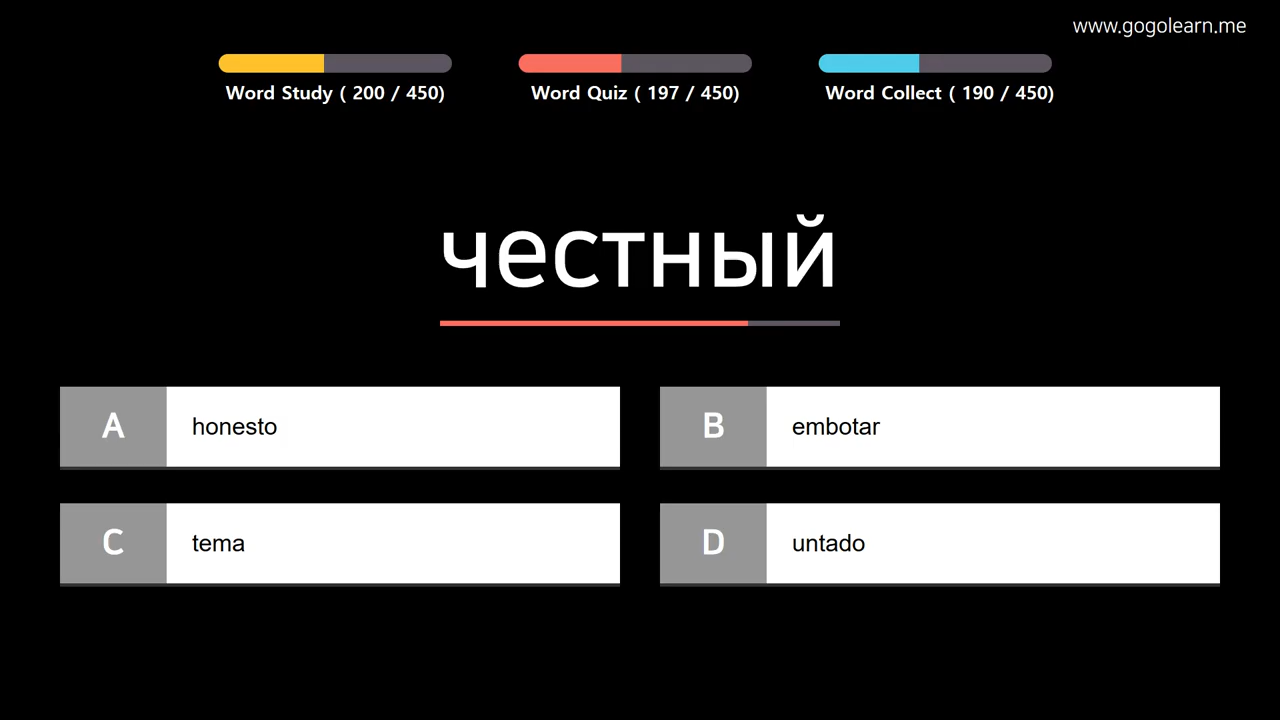 www.gogolearn.me
Word Study ( 200 / 450)
Word Quiz ( 197 / 450)
Word Collect ( 190 / 450)
честный
A honesto
B embotar
C tema
D untado